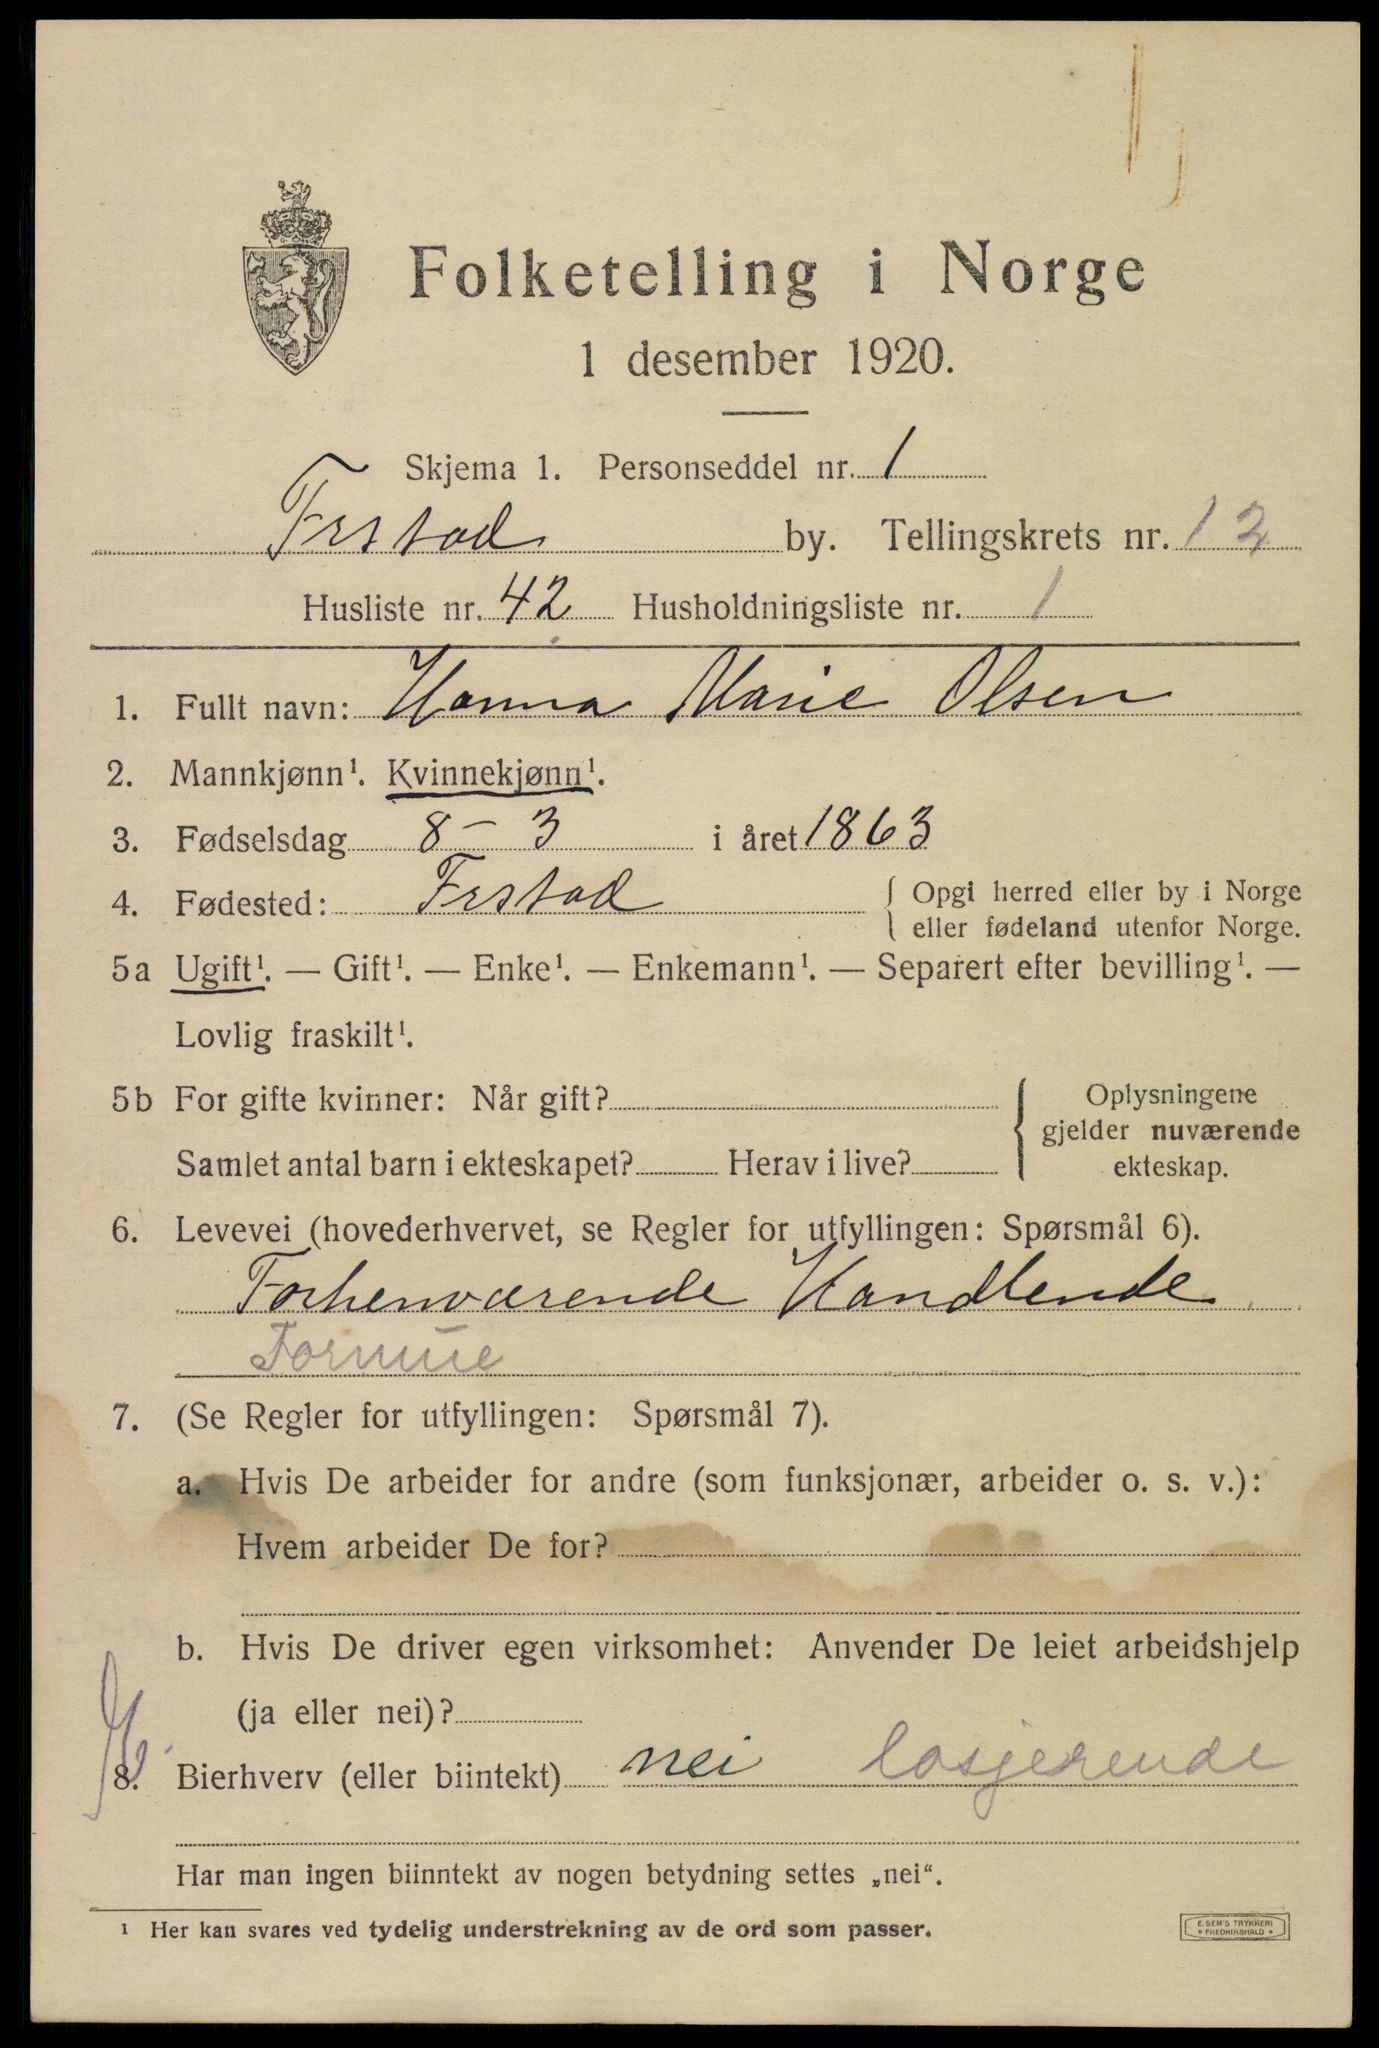 Folketelling i Norge
1 desember 1920.
Skjema 1. Personseddel nr. 1
Frstad by. Tellingskrets nr. 12
Husliste nr. 42 Husholdningsliste nr. 1
1. Fullt navn: Hanna Marie Olsen
2. Mannkjønn¹. Kvinnekjønn¹.
3. Fødselsdag 8 – 3 i året 1863
4. Fødested: Frstad { Opgi herred eller by i Norge
eller fødeland utenfor Norge.
5a Ugift¹. — Gift¹. — Enke¹. — Enkemann¹. — Separert efter bevilling¹. —
Lovlig fraskilt¹.
5b For gifte kvinner: Når gift? { Oplysningene
gjelder nuværende
Samlet antal barn i ekteskapet? Herav i live? ekteskap.
6. Levevei (hovederhvervet, se Regler for utfyllingen: Spørsmål 6).
Forhenværende Handlende
Formue
7. (Se Regler for utfyllingen: Spørsmål 7).
a. Hvis De arbeider for andre (som funksjonær, arbeider o. s. v.):
Hvem arbeider De for?
b. Hvis De driver egen virksomhet: Anvender De leiet arbeidshjelp
(ja eller nei)?
8. Bierhverv (eller biintekt) nei losjerende
Har man ingen biinntekt av nogen betydning settes „nei“.
¹ Her kan svares ved tydelig understrekning av de ord som passer.
E. SEM'S TRYKKERI
* FREDRIKSHALD *